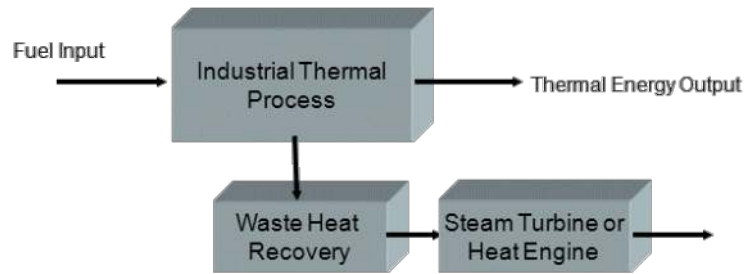 Fuel Input
Industrial Thermal
Process
Thermal Energy Output
Waste Heat
Recovery
Steam Turbine or
Heat Engine